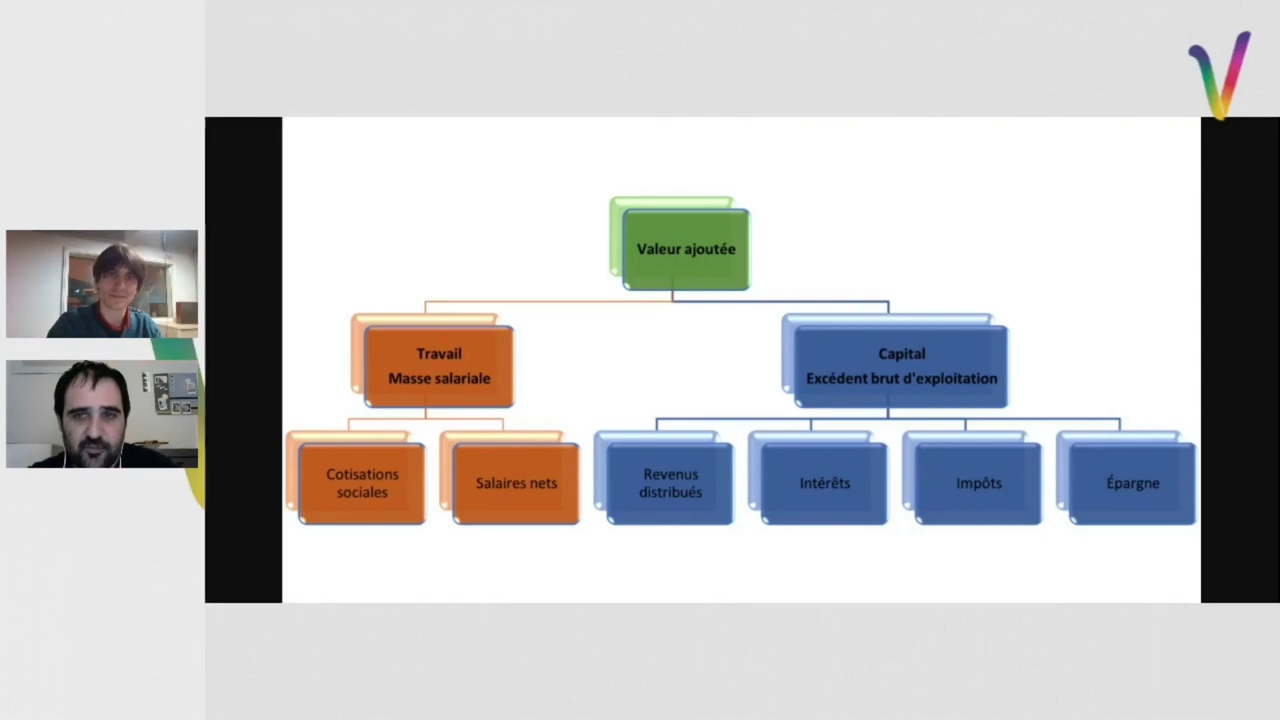 Valeur ajoutée
Travail
Masse salariale
Capital
Excédent brut d'exploitation
Cotisations
sociales
Salaires nets
Revenus
distribués
Intérêts
Impôts
Épargne